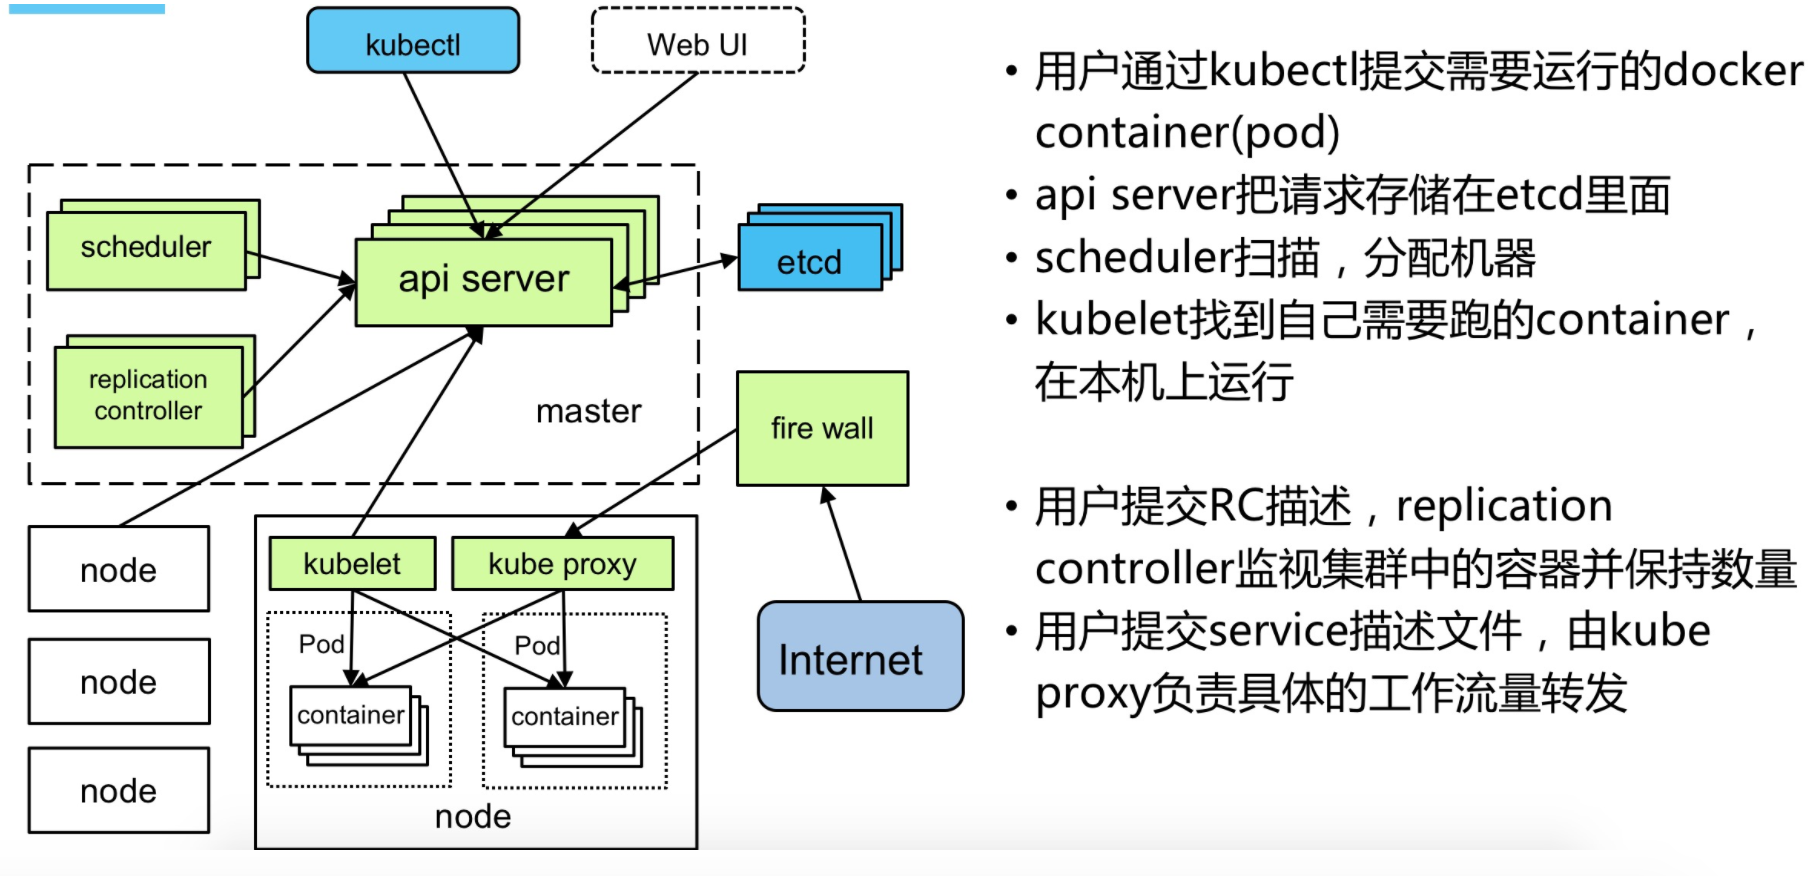 kubectl
Web UI
scheduler
api server
etcd
replication
controller
master
fire wall
node
kubelet
kube proxy
Pod
Pod
Internet
node
container
container
node
node
• 用户通过kubectl提交需要运行的docker
container(pod)
• api server把请求存储在etcd里面
• scheduler扫描，分配机器
• kubelet找到自己需要跑的container，
在本机上运行
• 用户提交RC描述，replication
controller监视集群中的容器并保持数量
• 用户提交service描述文件，由kube
proxy负责具体的工作流量转发